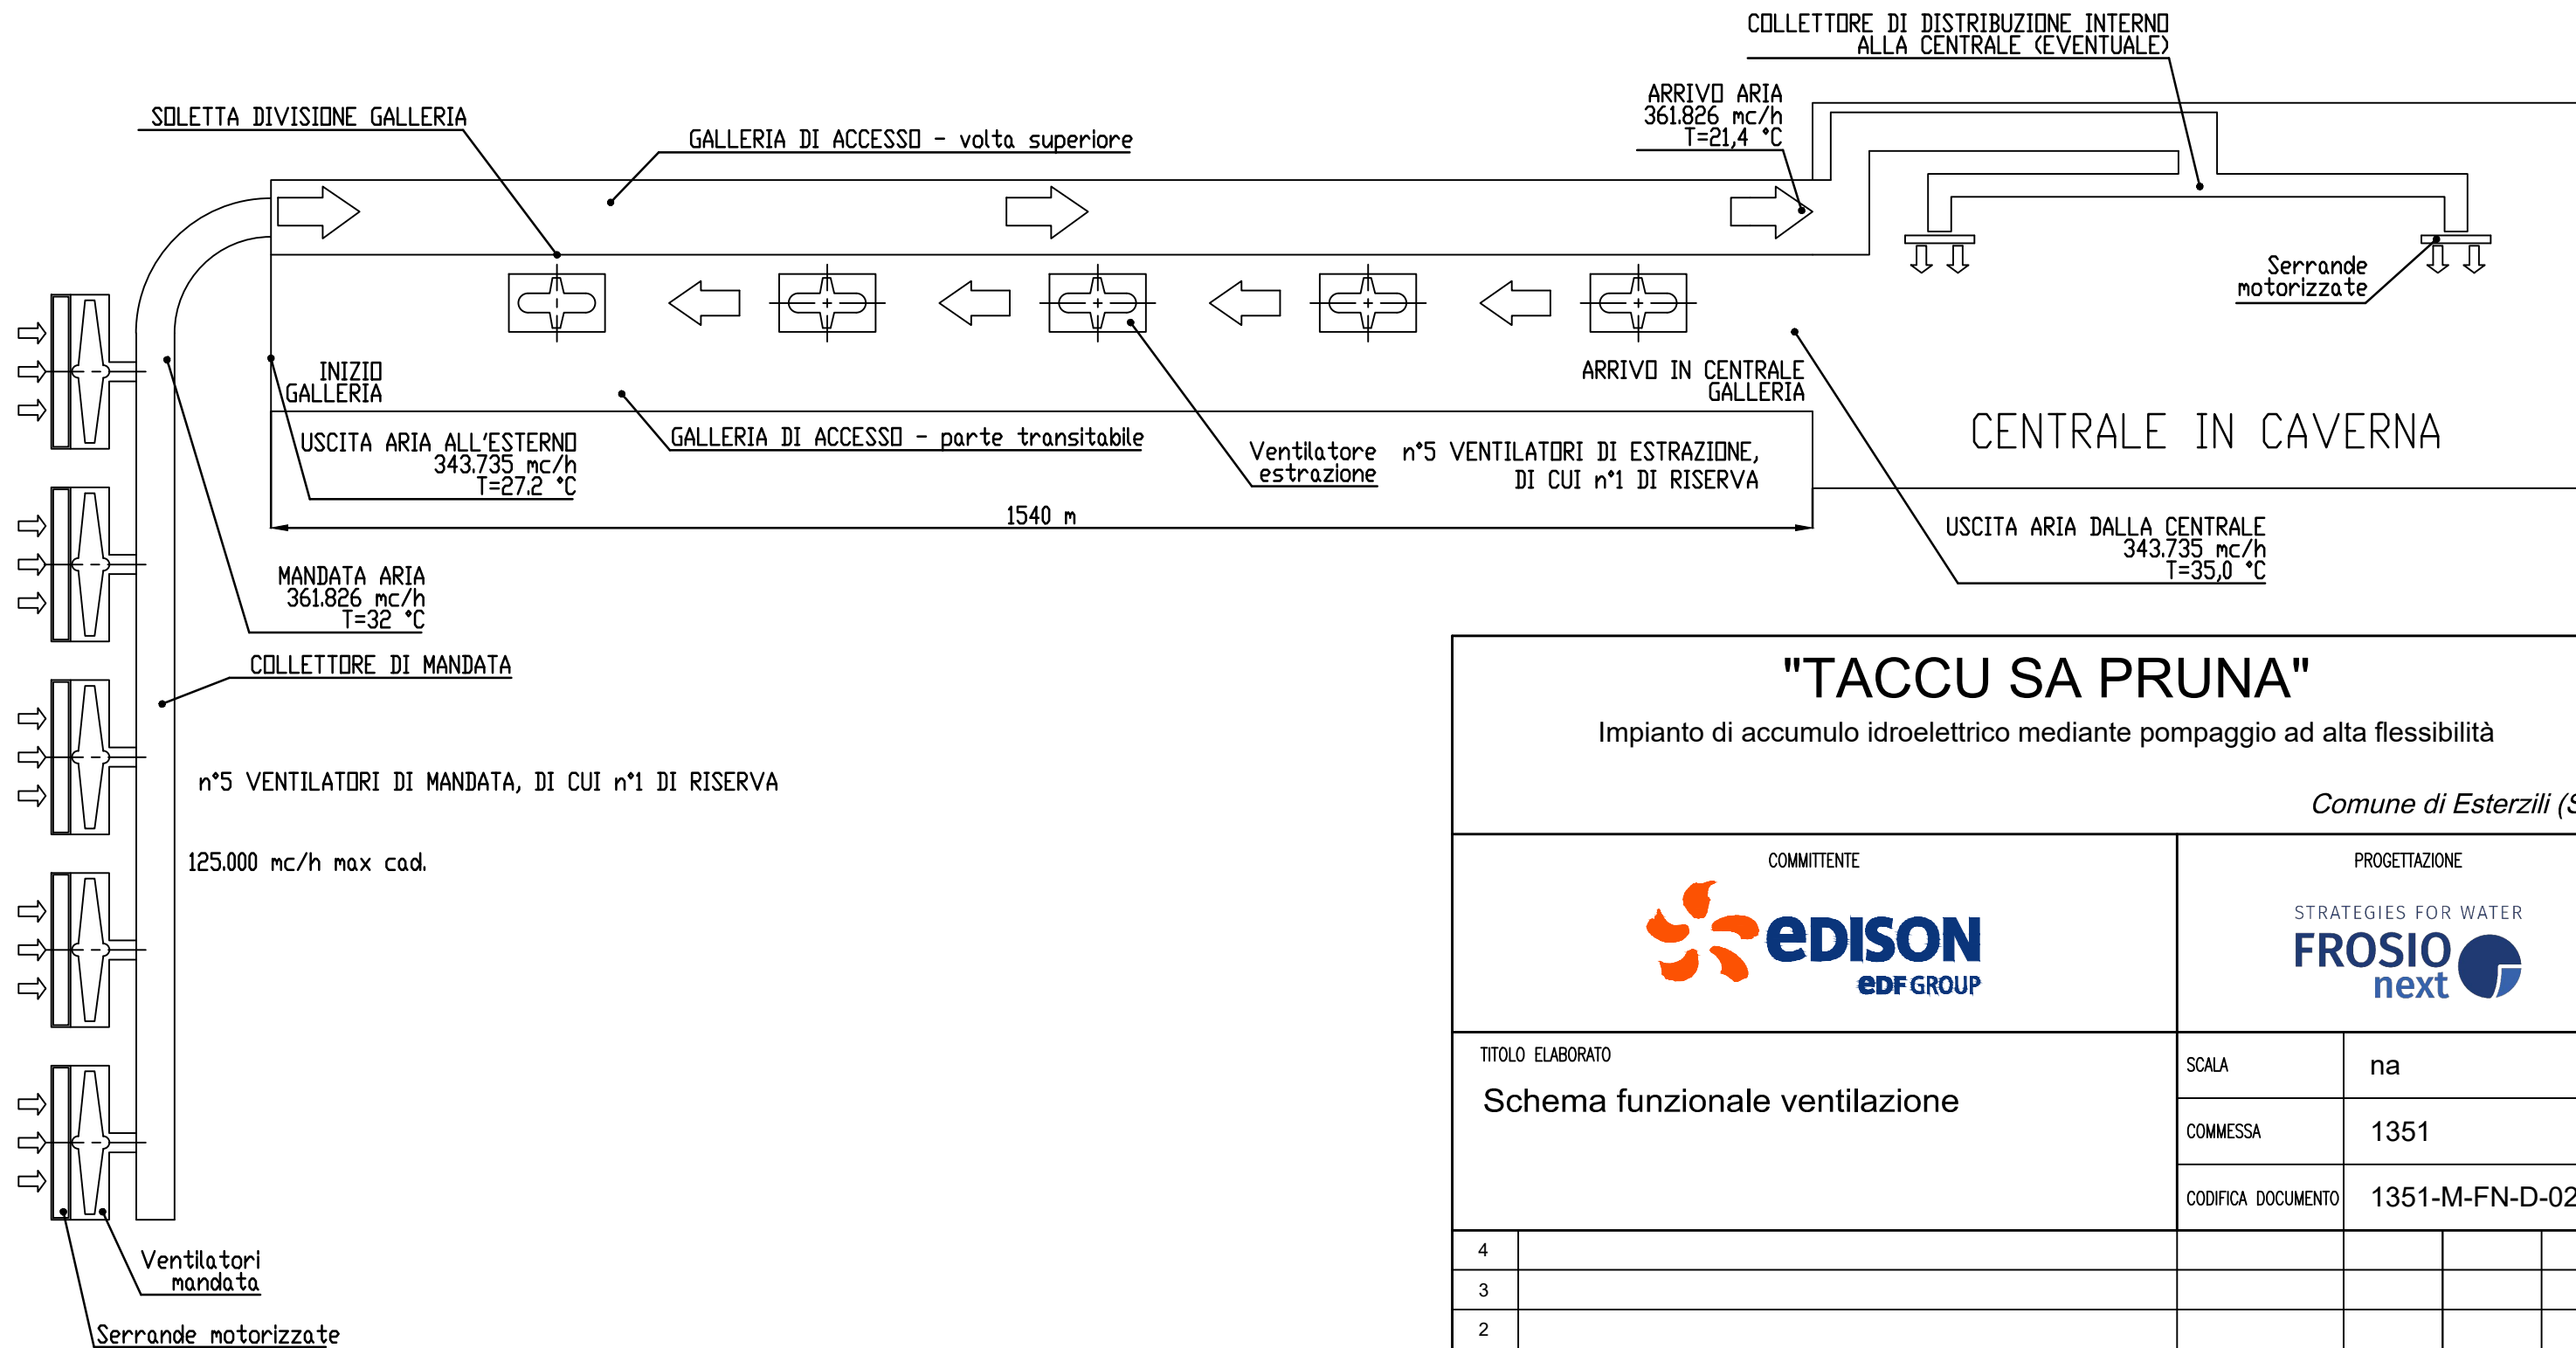 COLLETTORE DI DISTRIBUZIONE INTERNO
ALLA CENTRALE (EVENTUALE)
ARRIVO ARIA
361.826 mc/h
T=21,4 °C
SOLETTA DIVISIONE GALLERIA
GALLERIA DI ACCESSO - volta superiore
Serrande
motorizzate
INIZIO
GALLERIA
ARRIVO IN CENTRALE
GALLERIA
CENTRALE IN CAVERNA
USCITA ARIA ALL'ESTERNO
343.735 mc/h
T=27.2 °C
GALLERIA DI ACCESSO - parte transitabile
Ventilatore
estrazione
n°5 VENTILATORI DI ESTRAZIONE,
DI CUI n°1 DI RISERVA
1540 m
USCITA ARIA DALLA CENTRALE
343.735 mc/h
T=35,0 °C
MANDATA ARIA
361.826 mc/h
T=32 °C
COLLETTORE DI MANDATA
n°5 VENTILATORI DI MANDATA, DI CUI n°1 DI RISERVA
125.000 mc/h max cad.
Ventilatori
mandata
Serrande motorizzate
"TACCU SA PRUNA"
Impianto di accumulo idroelettrico mediante pompaggio ad alta flessibilità
Comune di Esterzili (S
COMMITTENTE
EDISON
EDF GROUP
PROGETTAZIONE
STRATEGIES FOR WATER
FROSIO
next
TITOLO ELABORATO
Schema funzionale ventilazione
SCALA
na
COMMESSA
1351
CODIFICA DOCUMENTO
1351-M-FN-D-02
4
3
2